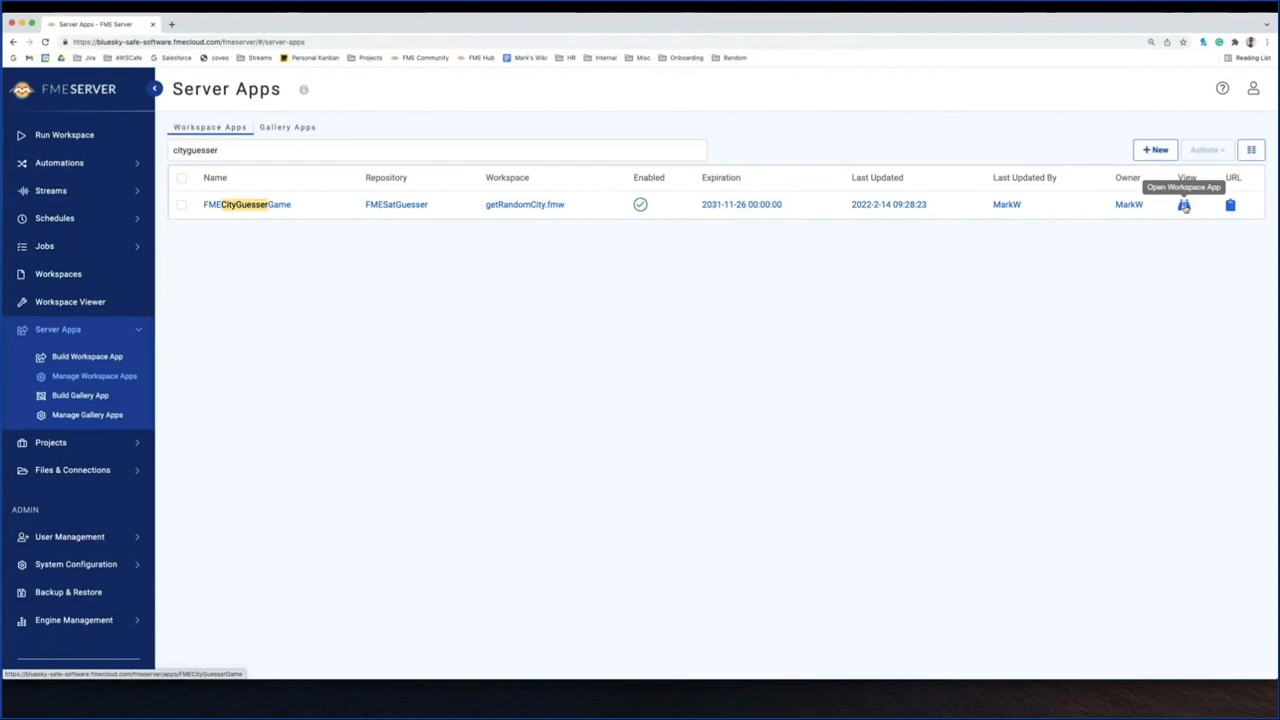 Server Apps - FME Server
https://bluesky-safe-software.fmecloud.com/fmeserver/#/server-apps
Jira
AWSCafe
Salesforce
coveo
Streams
Personal Kanban
Projects
FME Community
FME Hub
Mark's Wiki
HR
Internal
Misc
Onboarding
Random
Reading List
FMESERVER
Server Apps
Run Workspace
Automations
Streams
Schedules
Jobs
Workspaces
Workspace Viewer
Server Apps
Build Workspace App
Manage Workspace Apps
Build Gallery App
Manage Gallery Apps
Projects
Files & Connections
ADMIN
User Management
System Configuration
Backup & Restore
Engine Management
Workspace Apps Gallery Apps
cityguesser
+ New Actions
Name Repository Workspace Enabled Expiration Last Updated Last Updated By Owner View URL
Open Workspace App
FMECityGuesserGame FMESatGuesser getRandomCity.fmw 2031-11-26 00:00:00 2022-2-14 09:28:23 MarkW MarkW
https://bluesky-safe-software.fmecloud.com/fmeserver/apps/FMECityGuesserGame